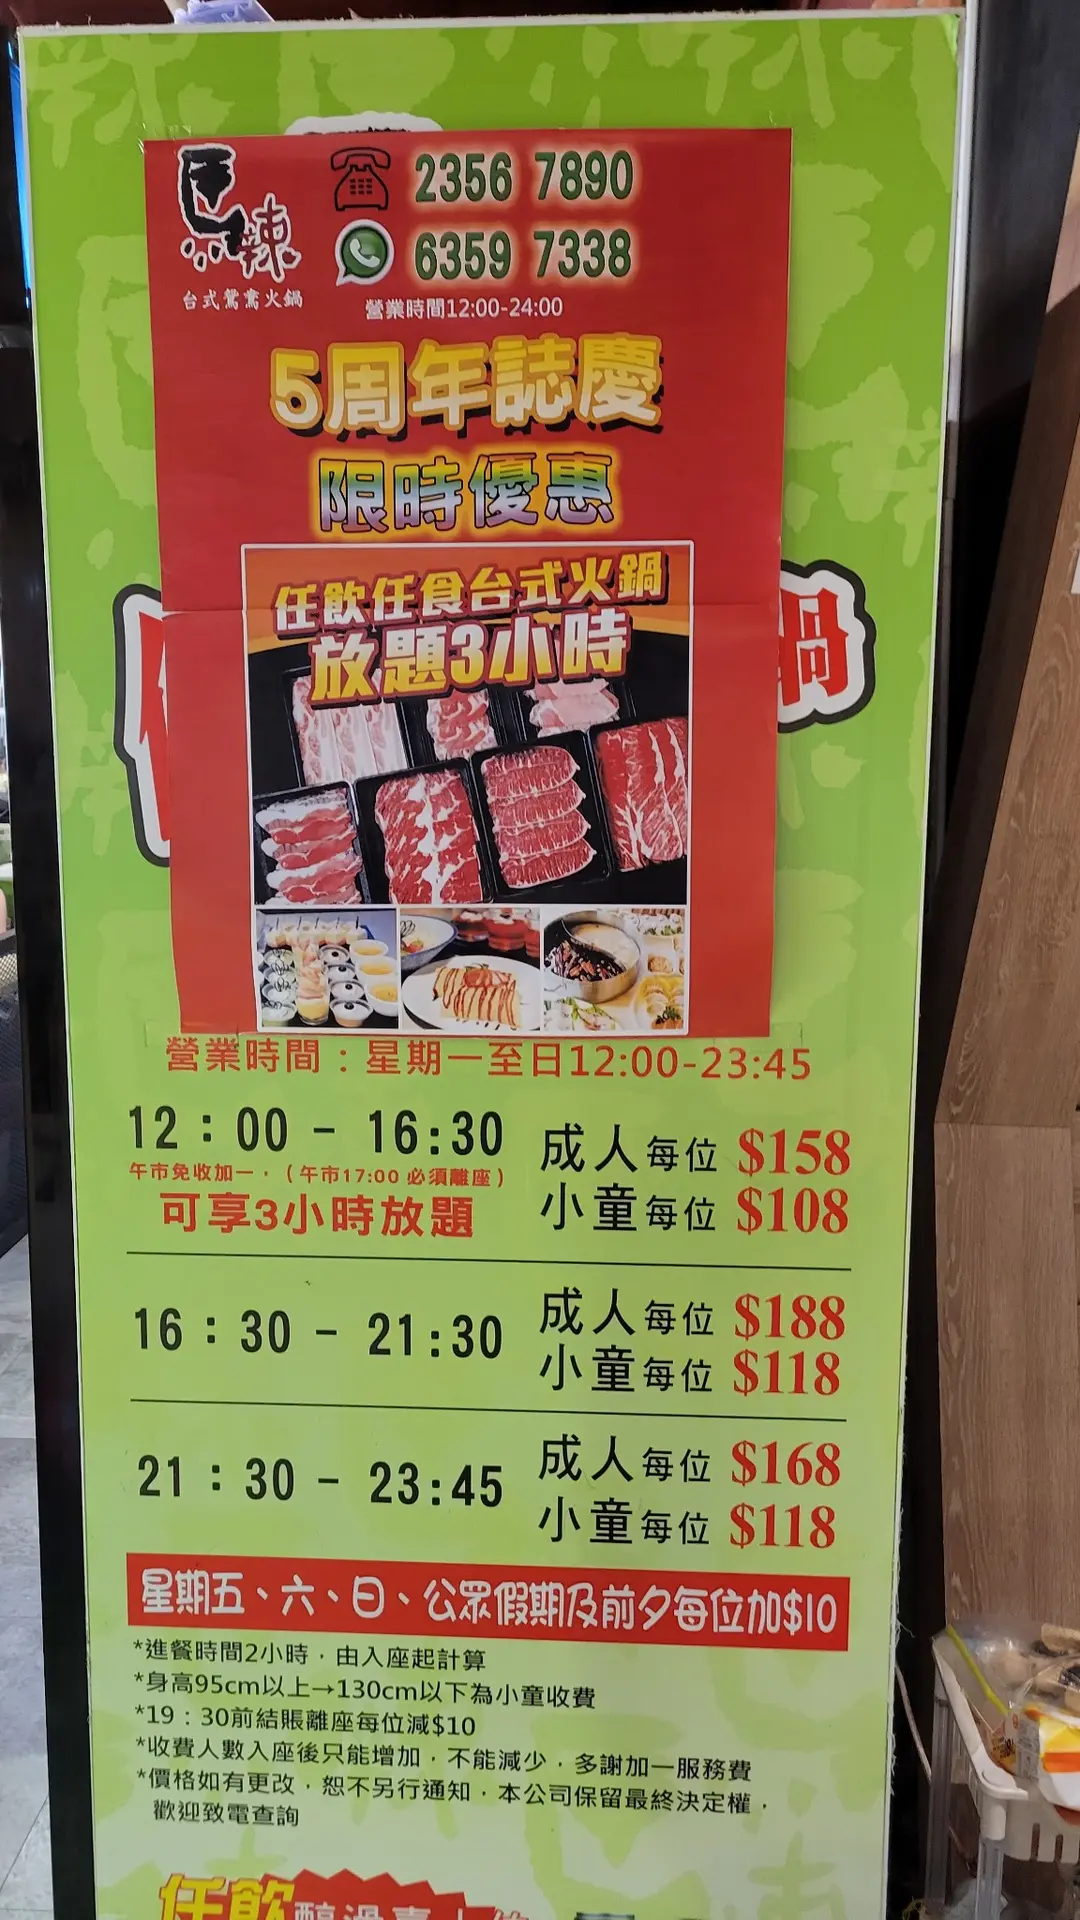 馬辣
台式鴛鴦火鍋
2356 7890
6359 7338
營業時間12:00-24:00
5周年誌慶
限時優惠
任飲任食台式火鍋
放題3小時
鍋
營業時間：星期一至日12:00-23:45
12：00 - 16:30
午市免收加一．（午市17:00 必須離座）
可享3小時放題
成人每位 $158
小童每位 $108
16：30 - 21:30
成人每位 $188
小童每位 $118
21：30 - 23:45
成人每位 $168
小童每位 $118
星期五、六、日、公眾假期及前夕每位加$10
*進餐時間2小時，由入座起計算
*身高95cm以上→130cm以下為小童收費
*19：30前結賬離座每位減$10
*收費人數入座後只能增加，不能減少，多謝加一服務費
*價格如有更改，恕不另行通知，本公司保留最終決定權，
歡迎致電查詢
任飲